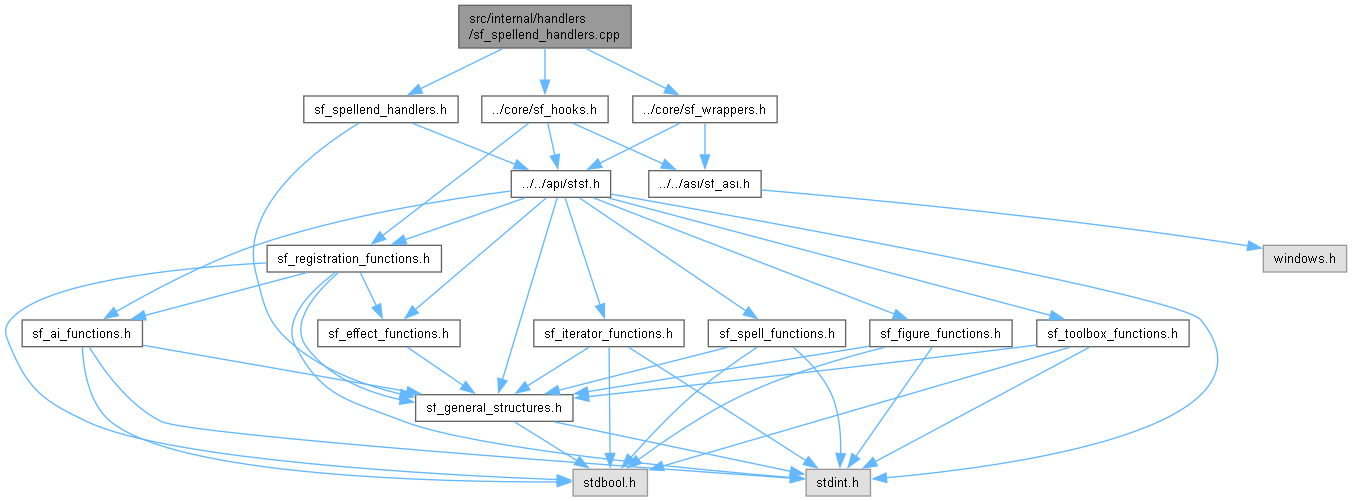 src/internal/handlers
/sf_spellend_handlers.cpp
sf_spellend_handlers.h
../core/sf_hooks.h
../core/sf_wrappers.h
../../api/sfsf.h
../../asi/sf_asi.h
sf_registration_functions.h
windows.h
sf_ai_functions.h
sf_effect_functions.h
sf_iterator_functions.h
sf_spell_functions.h
sf_figure_functions.h
sf_toolbox_functions.h
sf_general_structures.h
stdbool.h
stdint.h